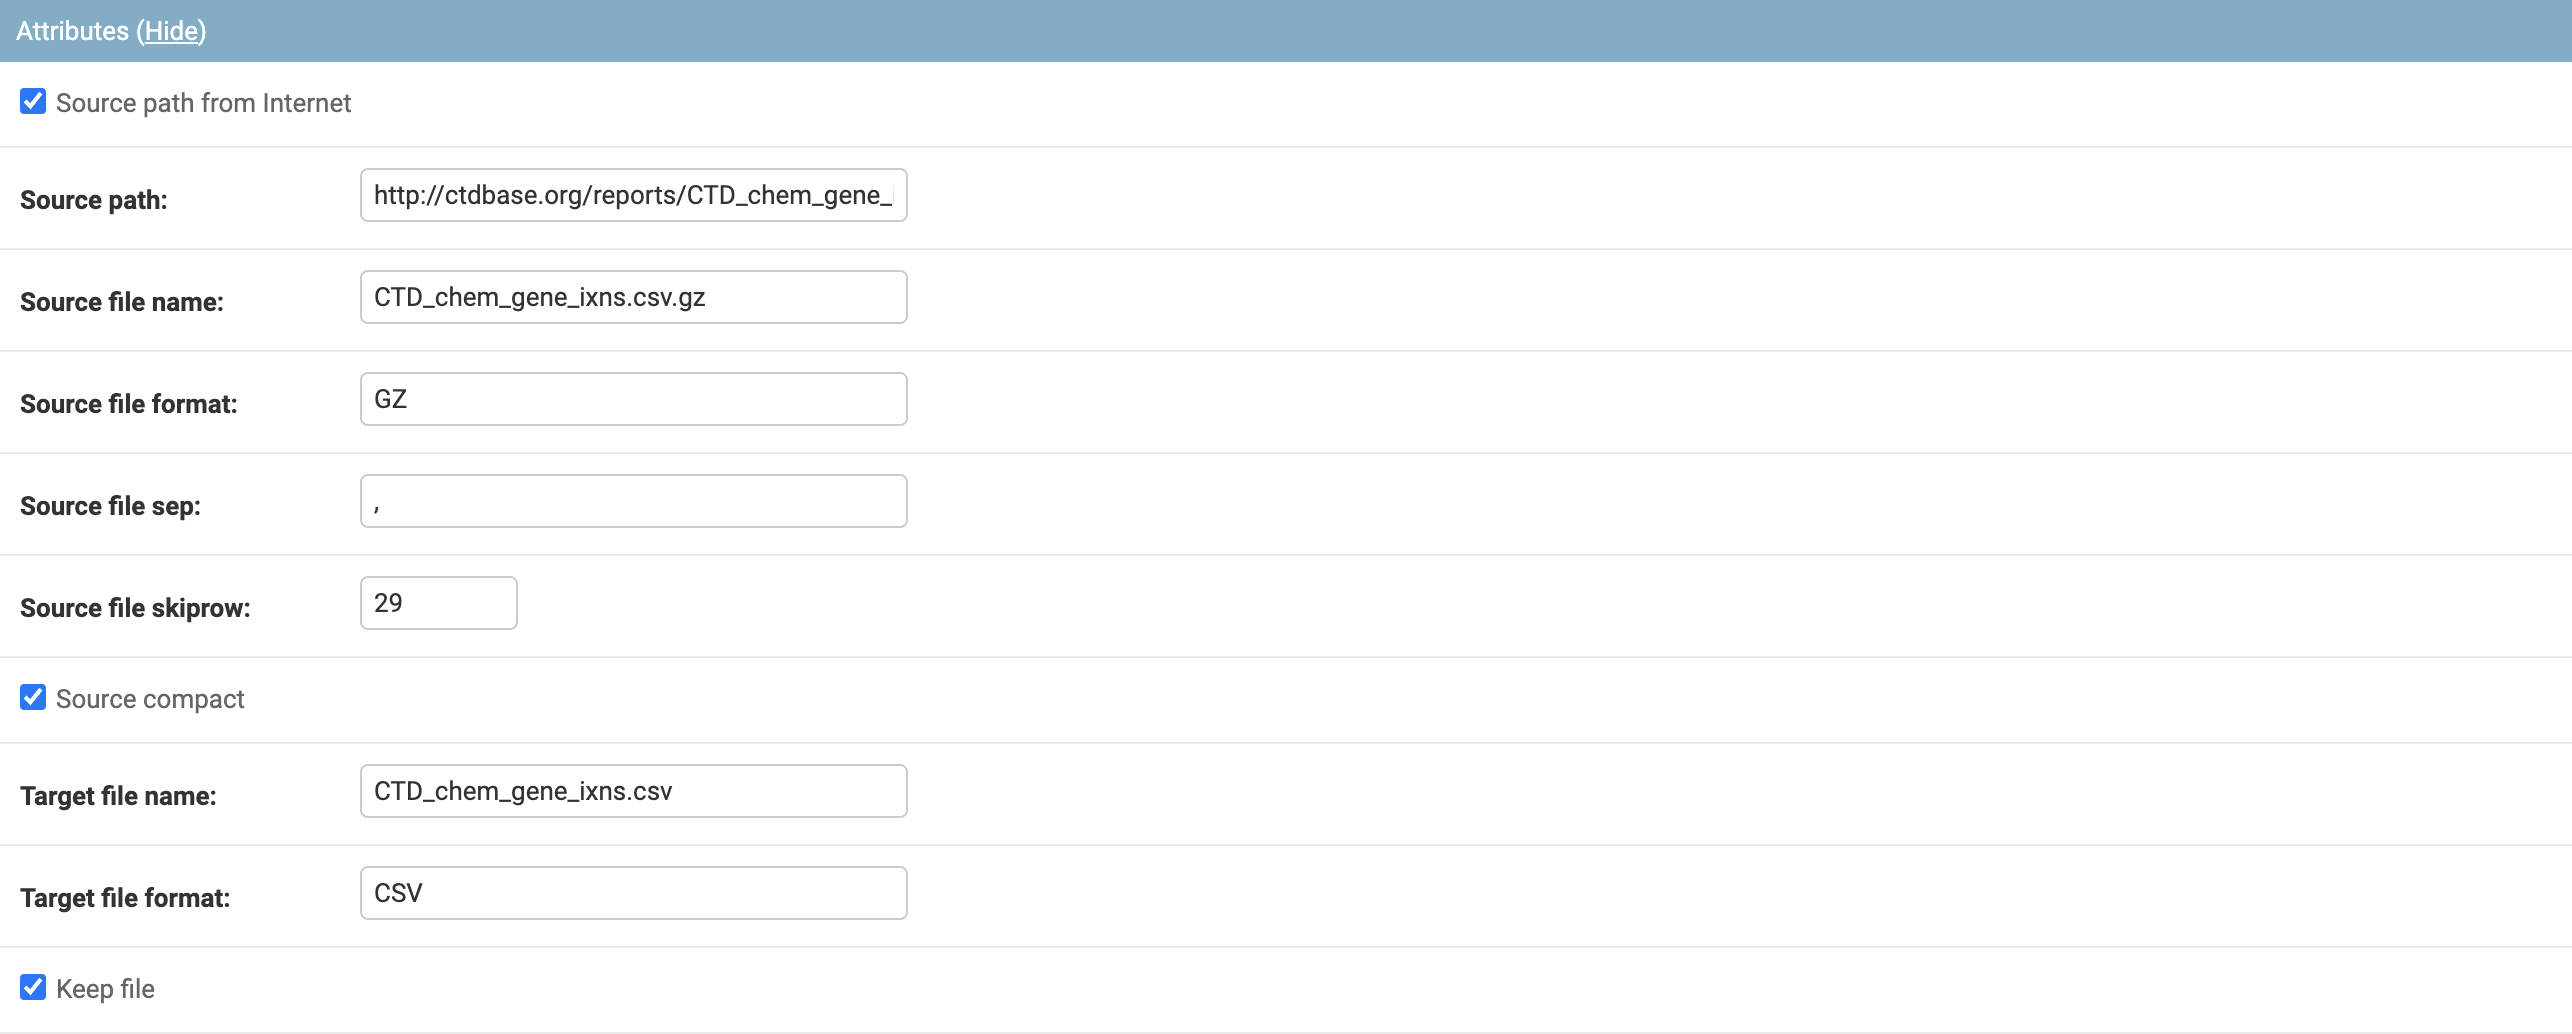 Attributes (Hide)
Source path from Internet
Source path: http://ctdbase.org/reports/CTD_chem_gene_
Source file name: CTD_chem_gene_ixns.csv.gz
Source file format: GZ
Source file sep: ,
Source file skiprow: 29
Source compact
Target file name: CTD_chem_gene_ixns.csv
Target file format: CSV
Keep file